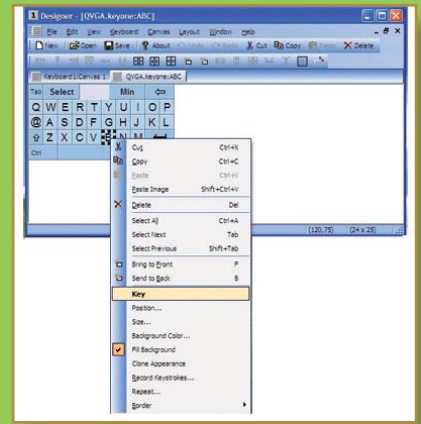 Designer - [QVGA.keyone:ABC]
File Edit View Keyboard Canvas Layout Window Help
New Open Save About Undo Cut Copy Paste Delete
Keyboard1:Canvas 1 QVGA.keyone:ABC
Tab Select Min
Q W E R T Y U I O P
@ A S D F G H J K L
Z X C V B N M
Ctrl
Cut Ctrl+X
Copy Ctrl+C
Paste Ctrl+V
Paste Image Shift+Ctrl+V
Delete Del
Select All Ctrl+A
Select Next Tab
Select Previous Shift+Tab
(120,75) (24 x 25)
Bring to Front F
Send to Back B
Key
Position...
Size...
Background Color...
Fill Background
Clone Appearance
Record Keystrokes...
Repeat...
Border